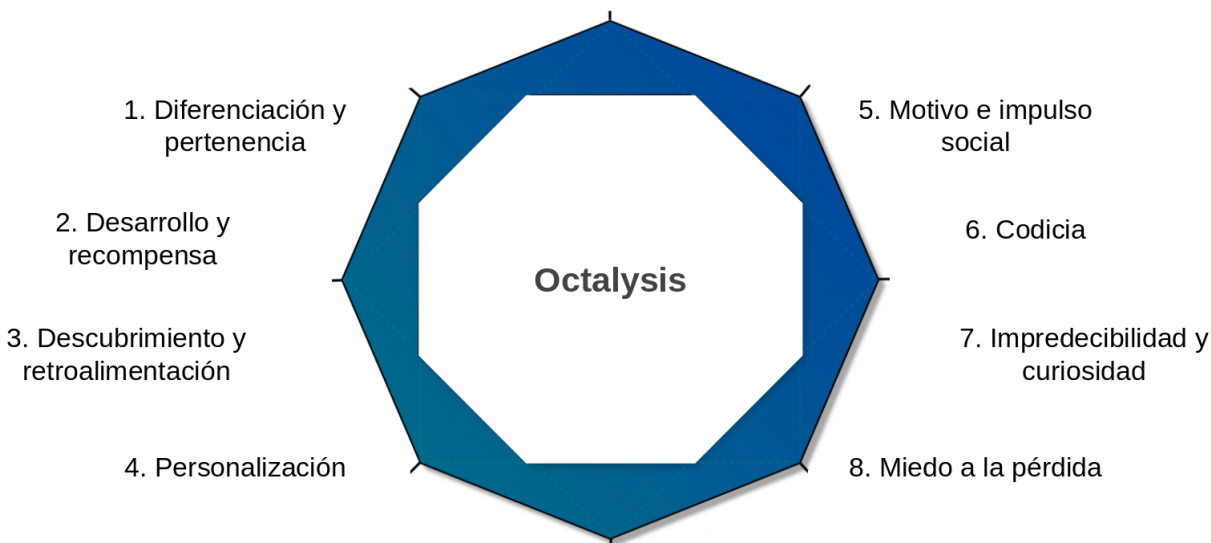 1. Diferenciación y
pertenencia
2. Desarrollo y
recompensa
3. Descubrimiento y
retroalimentación
4. Personalización
Octalysis
5. Motivo e impulso
social
6. Codicia
7. Impredecibilidad y
curiosidad
8. Miedo a la pérdida